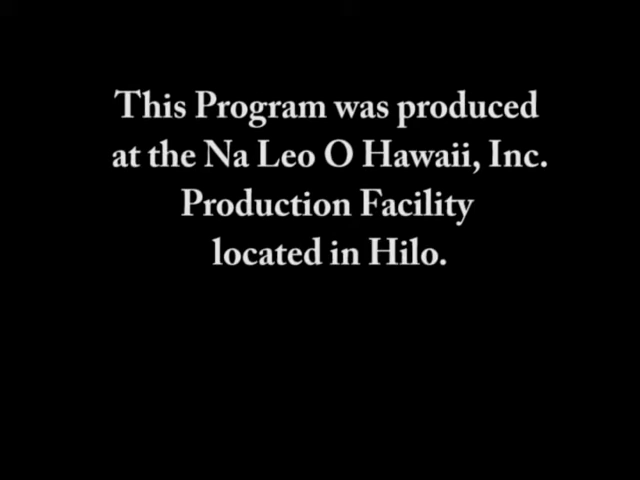 This Program was produced
at the Na Leo O Hawaii, Inc.
Production Facility
located in Hilo.